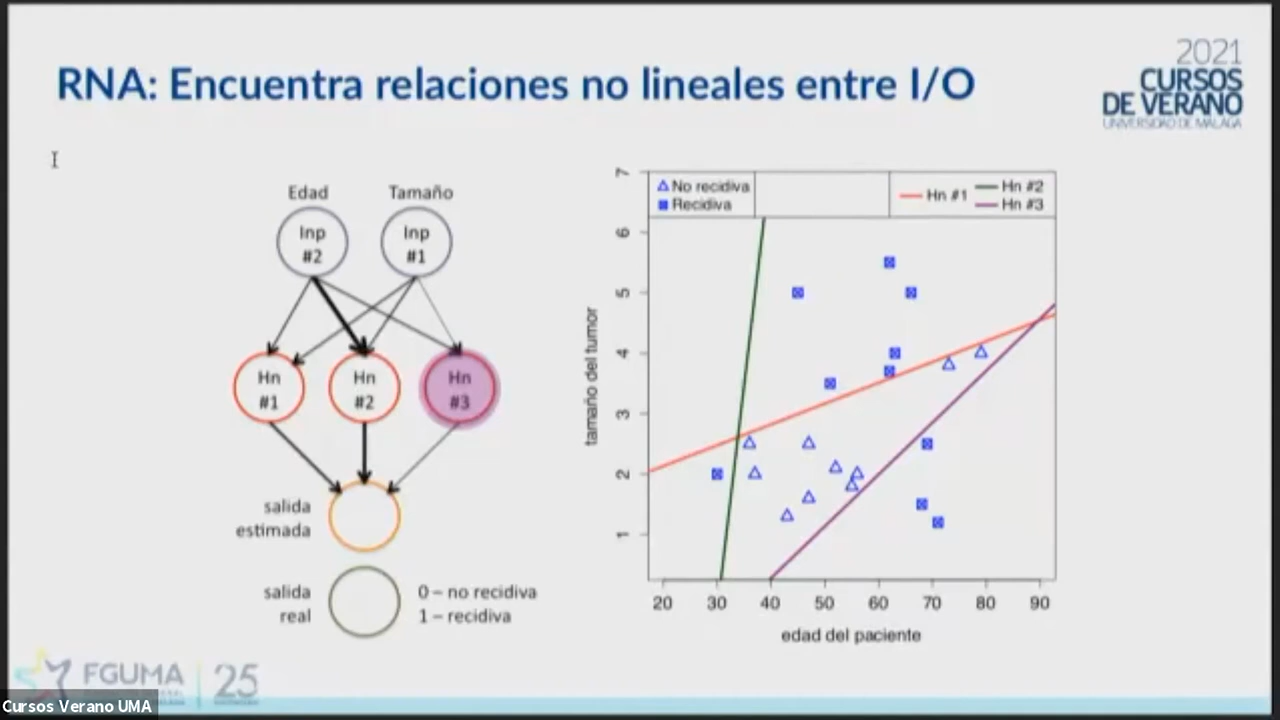 RNA: Encuentra relaciones no lineales entre I/O
2021
CURSOS
DE VERANO
UNIVERSIDAD DE MÁLAGA
Edad
Tamaño
Inp
#2
Inp
#1
Hn
#1
Hn
#2
Hn
#3
salida
estimada
salida
real
0 – no recidiva
1 – recidiva
No recidiva
Recidiva
Hn #1
Hn #2
Hn #3
tamaño del tumor
7
6
5
4
3
2
1
20 30 40 50 60 70 80 90
edad del paciente
FGUMA
25
Cursos Verano UMA